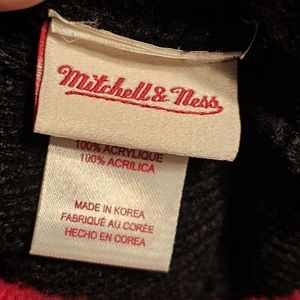 Mitchell & Ness
100% ACRYLIQUE
100% ACRILICA
MADE IN KOREA
FABRIQUÉ AU CORÉE
HECHO EN COREA